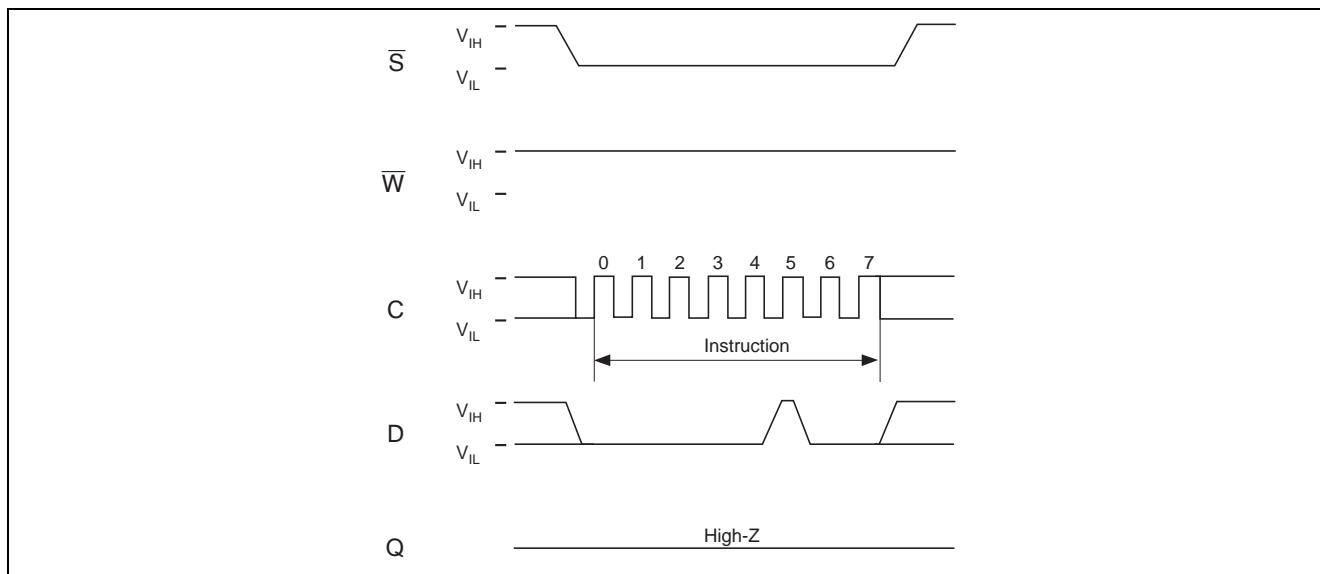 S̅
V_IH
V_IL
W̅
V_IH
V_IL
C
V_IH
V_IL
0 1 2 3 4 5 6 7
Instruction
D
V_IH
V_IL
Q
High-Z